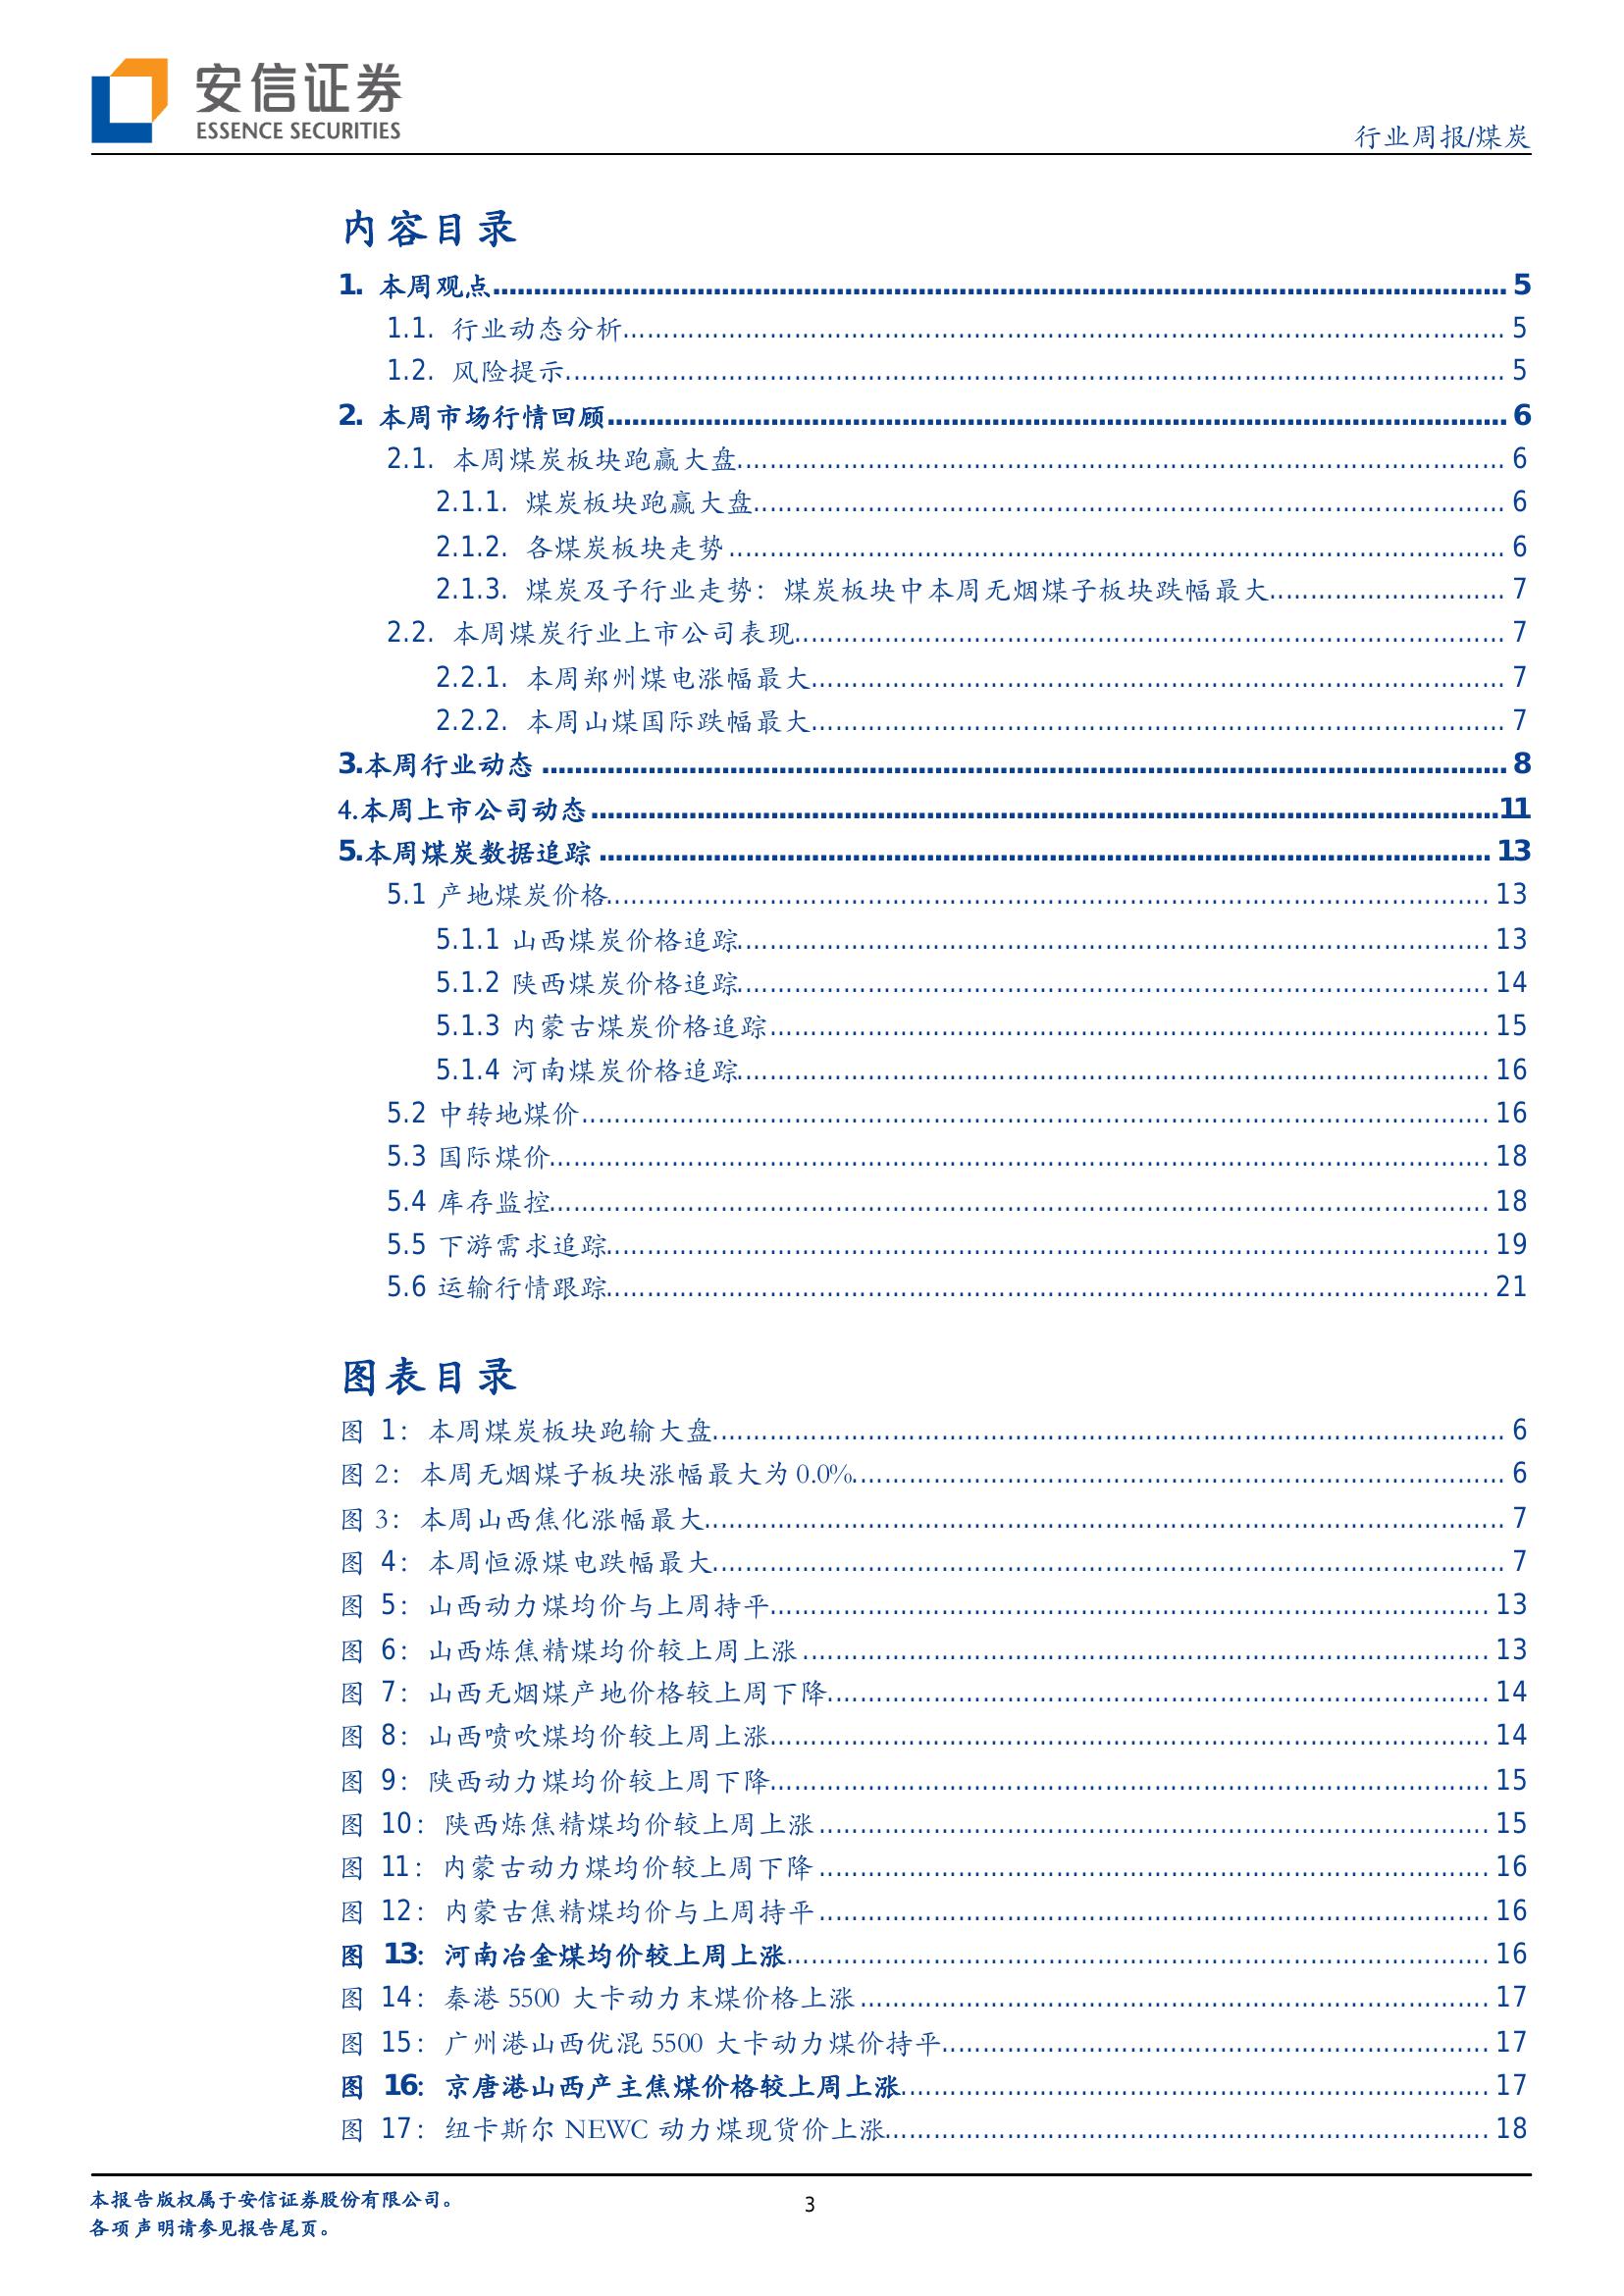 安信证券
ESSENCE SECURITIES
行业周报/煤炭
内容目录
1. 本周观点 5
1.1. 行业动态分析 5
1.2. 风险提示 5
2. 本周市场行情回顾 6
2.1. 本周煤炭板块跑赢大盘 6
2.1.1. 煤炭板块跑赢大盘 6
2.1.2. 各煤炭板块走势 6
2.1.3. 煤炭及子行业走势：煤炭板块中本周无烟煤子板块跌幅最大 7
2.2. 本周煤炭行业上市公司表现 7
2.2.1. 本周郑州煤电涨幅最大 7
2.2.2. 本周山煤国际跌幅最大 7
3.本周行业动态 8
4.本周上市公司动态 11
5.本周煤炭数据追踪 13
5.1 产地煤炭价格 13
5.1.1 山西煤炭价格追踪 13
5.1.2 陕西煤炭价格追踪 14
5.1.3 内蒙古煤炭价格追踪 15
5.1.4 河南煤炭价格追踪 16
5.2 中转地煤价 16
5.3 国际煤价 18
5.4 库存监控 18
5.5 下游需求追踪 19
5.6 运输行情跟踪 21
图表目录
图 1：本周煤炭板块跑输大盘 6
图 2：本周无烟煤子板块涨幅最大为 0.0% 6
图 3：本周山西焦化涨幅最大 7
图 4：本周恒源煤电跌幅最大 7
图 5：山西动力煤均价与上周持平 13
图 6：山西炼焦精煤均价较上周上涨 13
图 7：山西无烟煤产地价格较上周下降 14
图 8：山西喷吹煤均价较上周上涨 14
图 9：陕西动力煤均价较上周下降 15
图 10：陕西炼焦精煤均价较上周上涨 15
图 11：内蒙古动力煤均价较上周下降 16
图 12：内蒙古焦精煤均价与上周持平 16
图 13：河南冶金煤均价较上周上涨 16
图 14：秦港 5500 大卡动力末煤价格上涨 17
图 15：广州港山西优混 5500 大卡动力煤价持平 17
图 16：京唐港山西产主焦煤价格较上周上涨 17
图 17：纽卡斯尔 NEWC 动力煤现货价上涨 18
本报告版权属于安信证券股份有限公司。
3
各项声明请参见报告尾页。